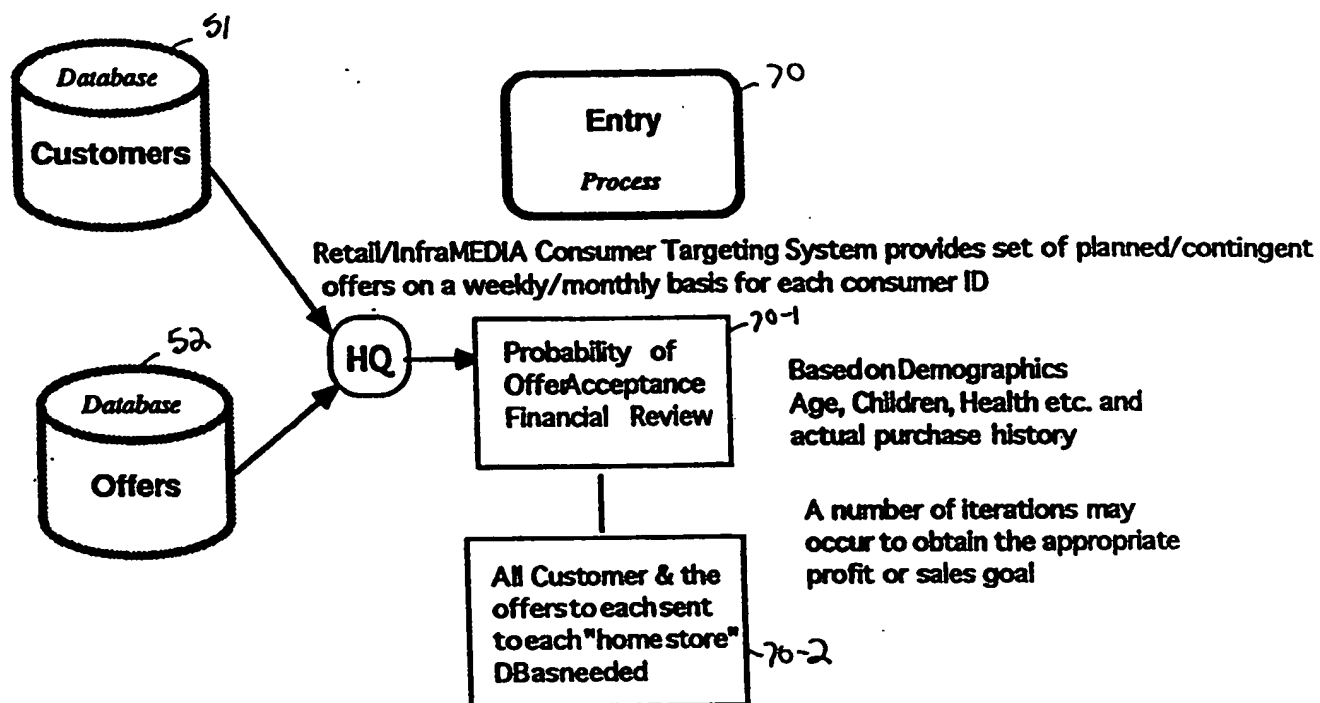 51
Database
Customers
70
Entry
Process
Retail/InfraMEDIA Consumer Targeting System provides set of planned/contingent
offers on a weekly/monthly basis for each consumer ID
52
Database
Offers
HQ
70-1
Probability of
OfferAcceptance
Financial Review
BasedonDemographics
Age, Children, Health etc. and
actual purchase history
A number of iterations may
occur to obtain the appropriate
profit or sales goal
All Customer & the
offerstoeachsent
toeach"homestore"
DBasneeded
70-2